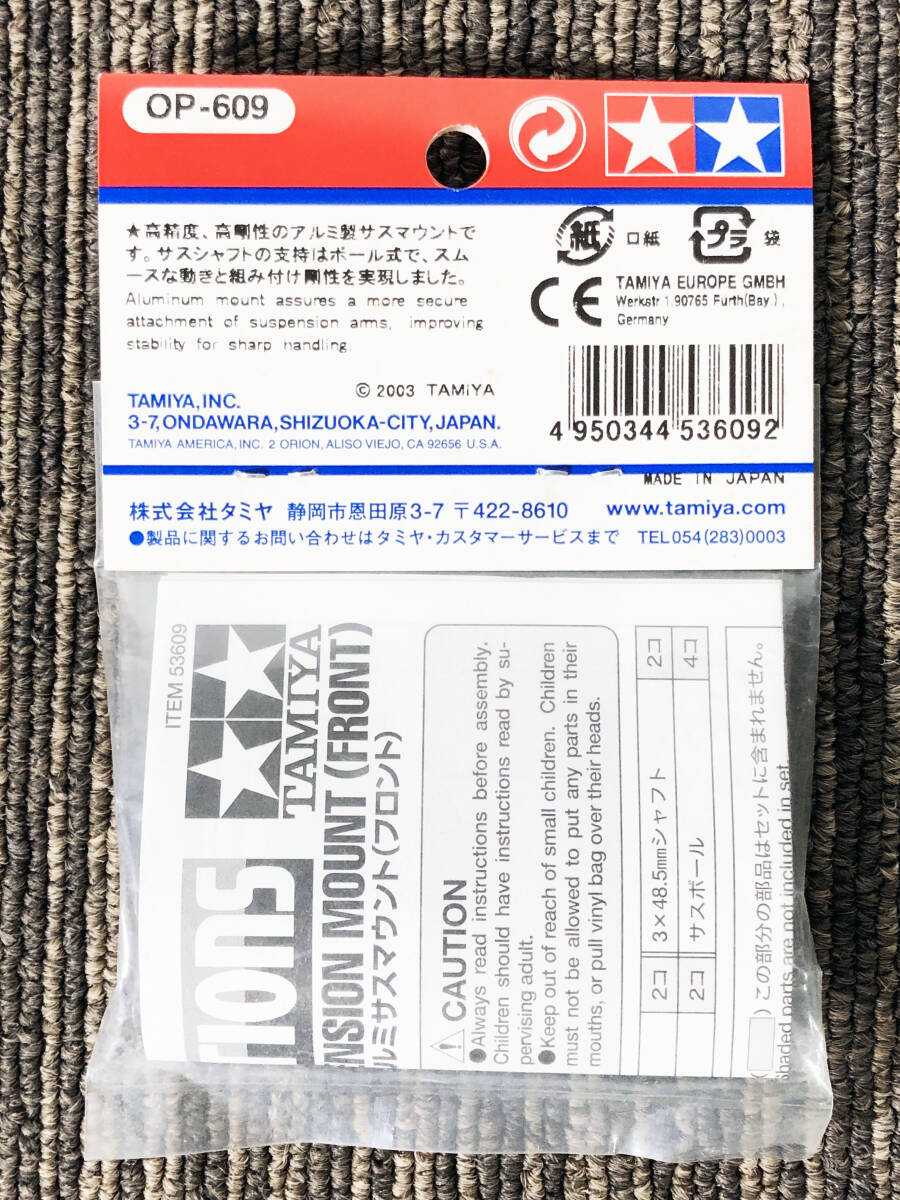 OP-609
★高精度、高剛性のアルミ製サスマウントで
す。サスシャフトの支持はボール式で、スム
ースな動きと組み付け剛性を実現しました。
Aluminum mount assures a more secure
attachment of suspension arms, improving
stability for sharp handling.
© 2003 TAMIYA
TAMIYA, INC.
3-7, ONDAWARA, SHIZUOKA-CITY, JAPAN.
TAMIYA AMERICA, INC. 2 ORION, ALISO VIEJO, CA 92656 U.S.A.
紙 口紙
プラ 袋
CE
TAMIYA EUROPE GMBH
Werkstr 1.90765 Furth(Bay.),
Germany
4 950344 536092
MADE IN JAPAN
株式会社タミヤ 静岡市恩田原3-7 〒422-8610 www.tamiya.com
●製品に関するお問い合わせはタミヤ・カスタマーサービスまで TEL054(283)0003
ITEM 53609
TAMIYA
TIONS
NSION MOUNT (FRONT)
ルミサスマウント(フロント)
CAUTION
●Always read instructions before assembly.
Children should have instructions read by su-
pervising adult.
●Keep out of reach of small children. Children
must not be allowed to put any parts in their
mouths, or pull vinyl bag over their heads.
2コ 3×48.5mmシャフト 2コ
2コ サスボール 4コ
) この部分の部品はセットに含まれません。
Shaded parts are not included in set.